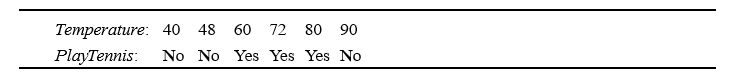 Temperature: 40 48 60 72 80 90
PlayTennis: No No Yes Yes Yes No